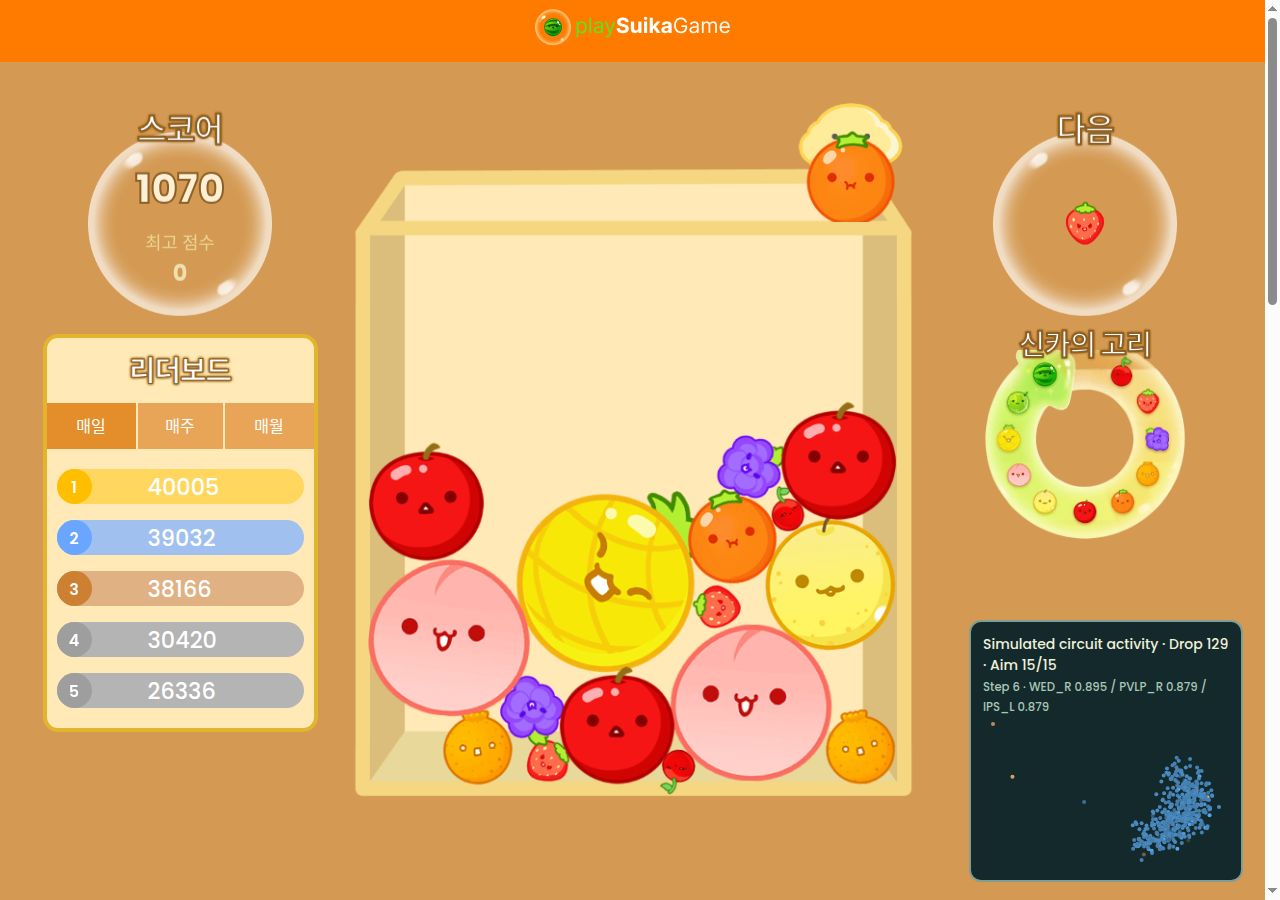 playSuikaGame
스코어
1070
최고 점수
0
다음
리더보드
매일 매주 매월
1 40005
2 39032
3 38166
4 30420
5 26336
신카의 고리
Simulated circuit activity · Drop 129
· Aim 15/15
Step 6 · WED_R 0.895 / PVLP_R 0.879 /
IPS_L 0.879